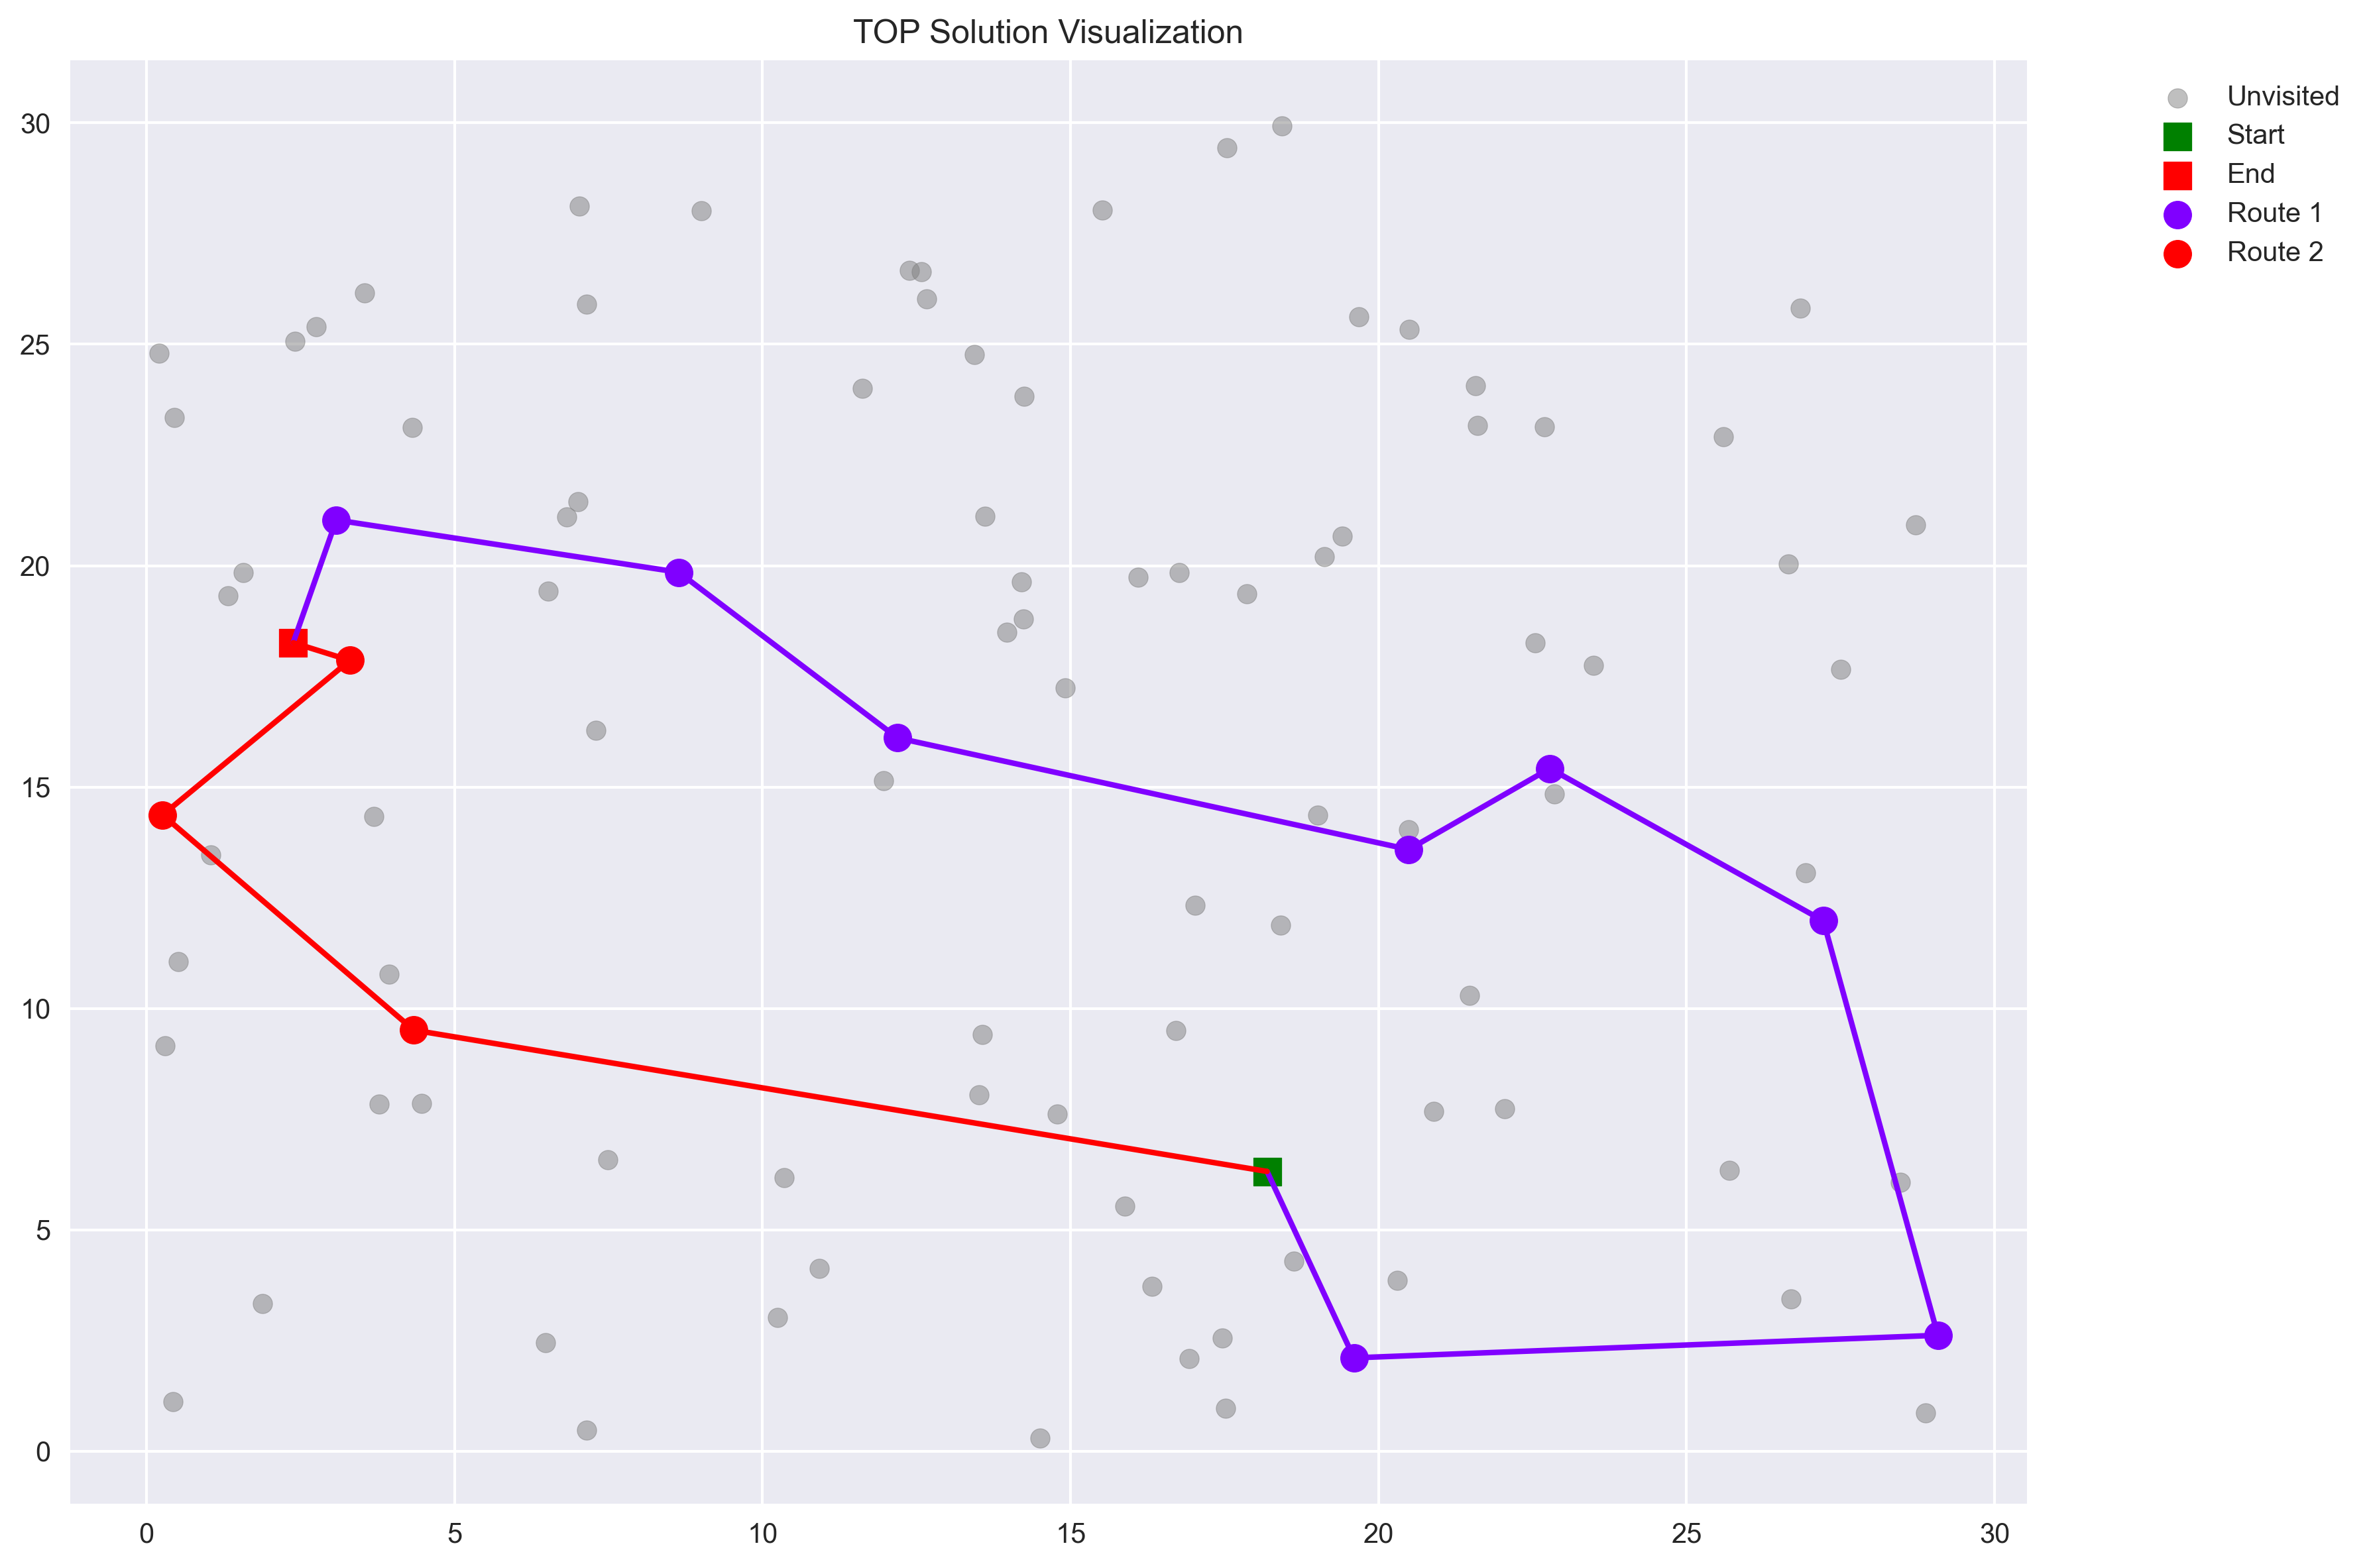 TOP Solution Visualization
Unvisited
Start
End
Route 1
Route 2
30
25
20
15
10
5
0
0 5 10 15 20 25 30